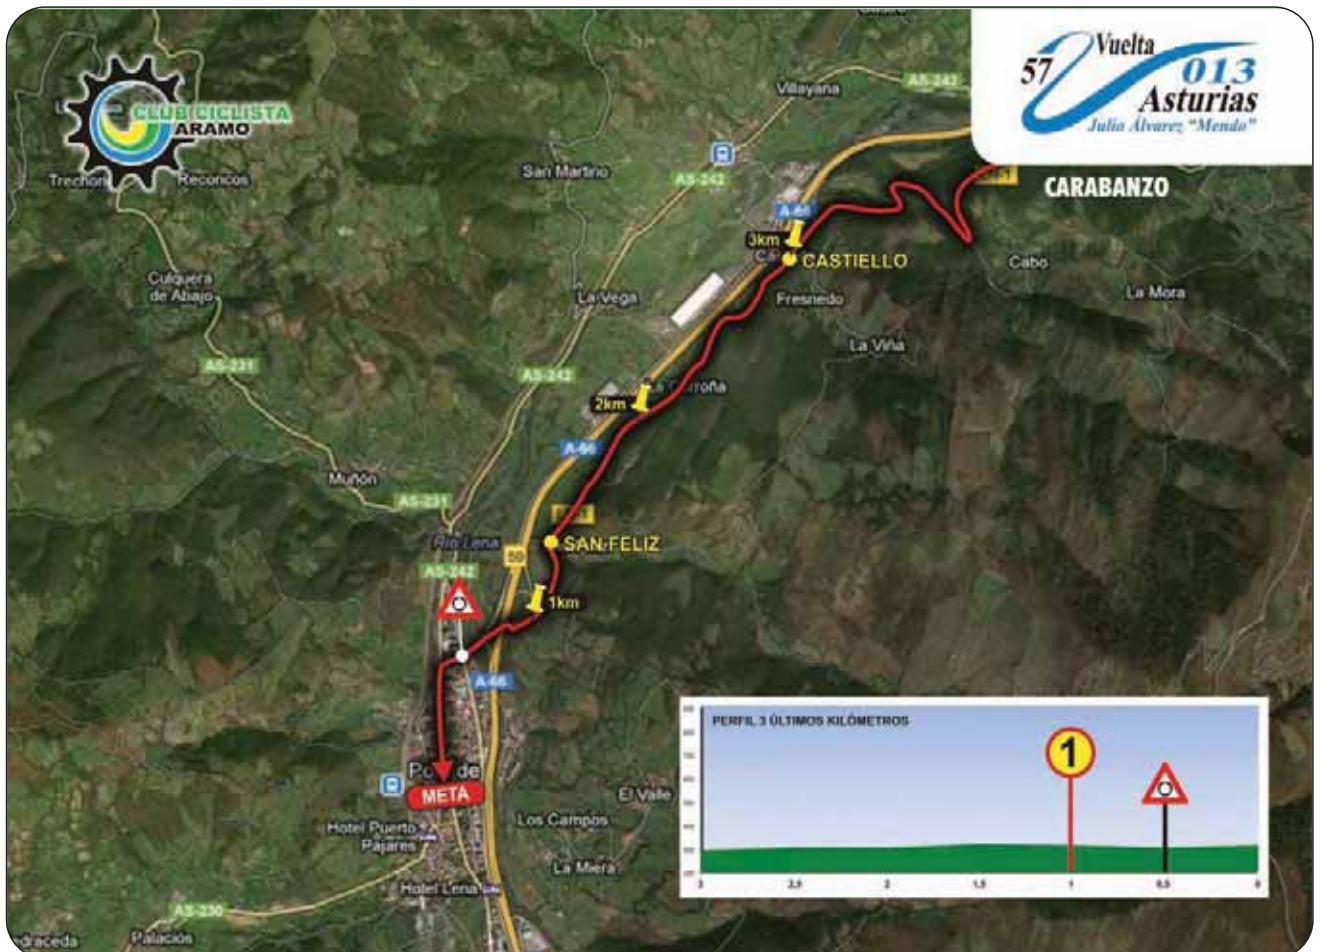 57 Vuelta
013
Asturias
Julio Álvarez "Mendo"
CLUB CICLISTA
ARAMO
Villayana
AS-242
San Martino
AS-242
Reconcos
CARABANZO
A-66
3km
CASTIELLO
Cabo
La Mora
Culquera
de Abajo
La Vega
Fresnedo
La Viña
AS-231
AS-242
2km
A-66
Muñón
AS-231
Río Lena
SAN FELIZ
59
AS-242
1km
A-66
PERFIL 3 ÚLTIMOS KILÓMETROS
1
de
META
El Valle
Los Campos
Hotel Puerto
Pajares
La Miera
Hotel Lena
3 2,5 2 1,5 1 0,5 0
AS-230
Palacios